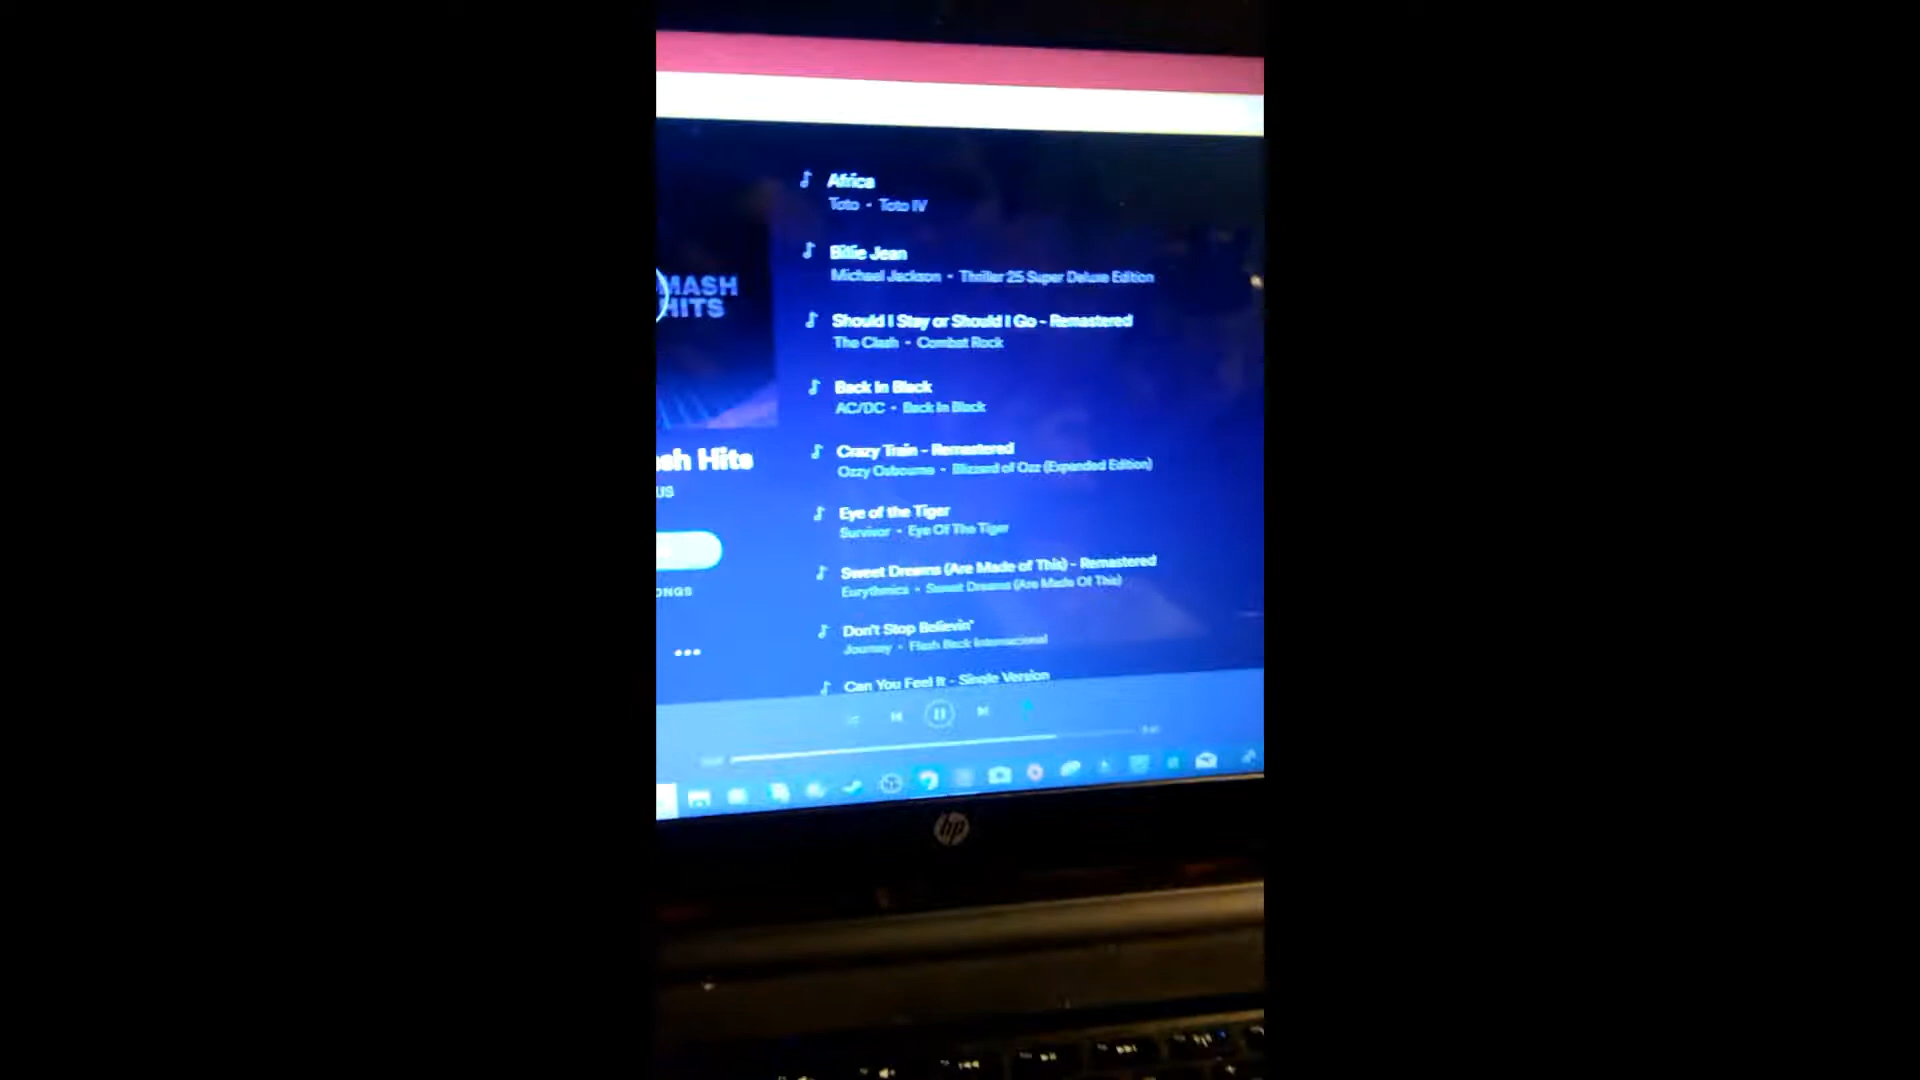 Africa
Toto • Toto IV
Billie Jean
Michael Jackson • Thriller 25 Super Deluxe Edition
MASH
HITS
Should I Stay or Should I Go - Remastered
The Clash • Combat Rock
Back In Black
AC/DC • Back In Black
Crazy Train - Remastered
Ozzy Osbourne • Blizzard of Ozz (Expanded Edition)
sh Hits
US
Eye of the Tiger
Survivor • Eye Of The Tiger
Sweet Dreams (Are Made of This) - Remastered
Eurythmics • Sweet Dreams (Are Made Of This)
ONGS
Don't Stop Believin'
Journey • Flash Back Internacional
Can You Feel It - Single Version
hp